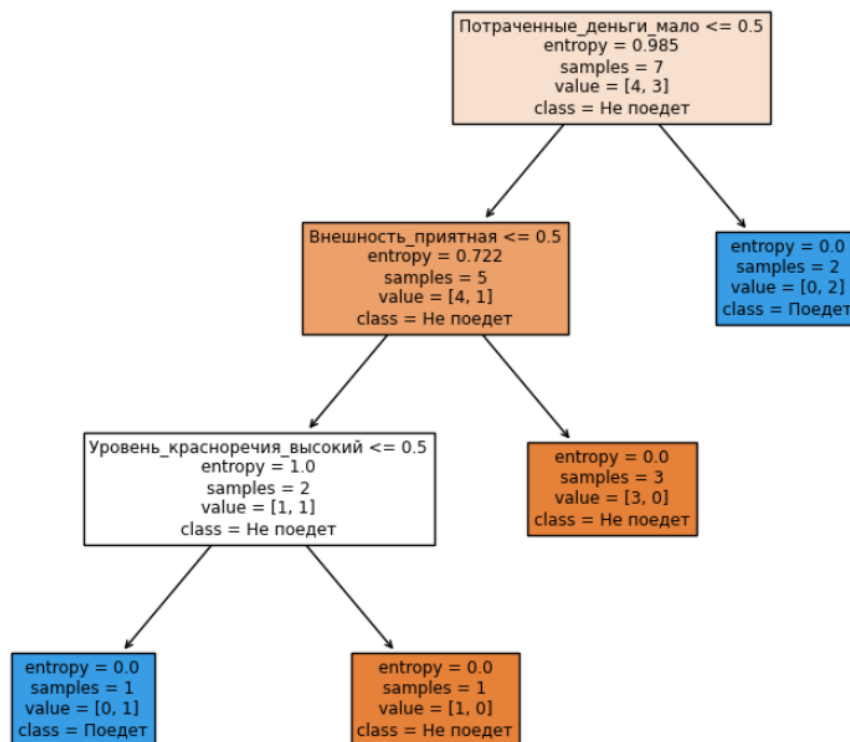 Потраченные_деньги_мало <= 0.5
entropy = 0.985
samples = 7
value = [4, 3]
class = Не поедет
Внешность_приятная <= 0.5
entropy = 0.722
samples = 5
value = [4, 1]
class = Не поедет
entropy = 0.0
samples = 2
value = [0, 2]
class = Поедет
Уровень_красноречия_высокий <= 0.5
entropy = 1.0
samples = 2
value = [1, 1]
class = Не поедет
entropy = 0.0
samples = 3
value = [3, 0]
class = Не поедет
entropy = 0.0
samples = 1
value = [0, 1]
class = Поедет
entropy = 0.0
samples = 1
value = [1, 0]
class = Не поедет